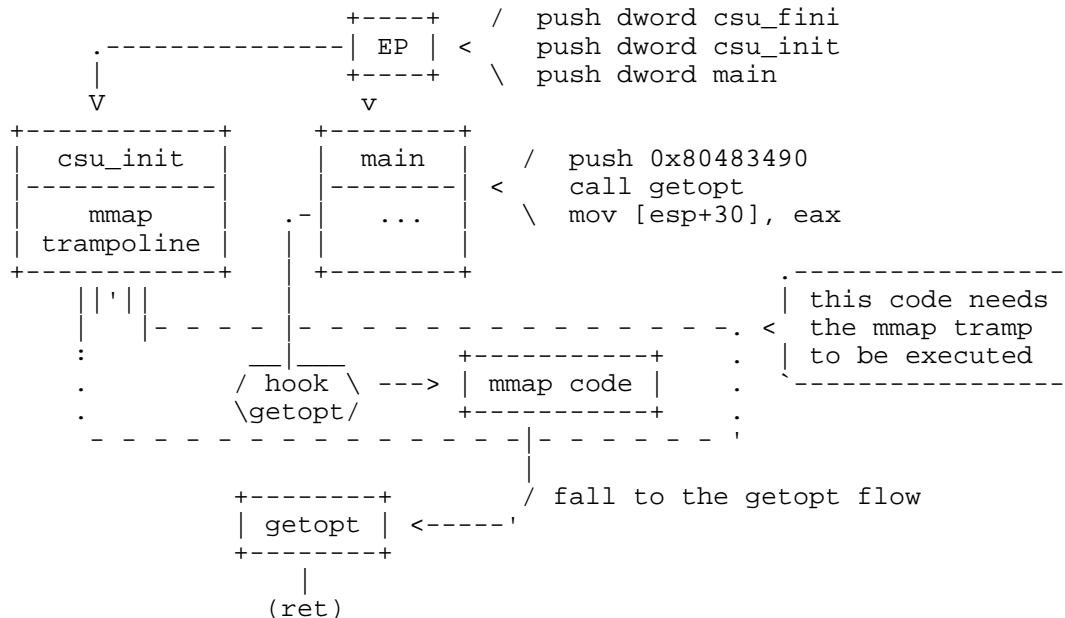 / push dword csu_fini
EP < push dword csu_init
\ push dword main
V v
csu_init main / push 0x80483490
< call getopt
mmap ... \ mov [esp+30], eax
trampoline
this code needs
< the mmap tramp
/ hook \ ---> mmap code to be executed
\getopt/
/ fall to the getopt flow
getopt <-----'
(ret)